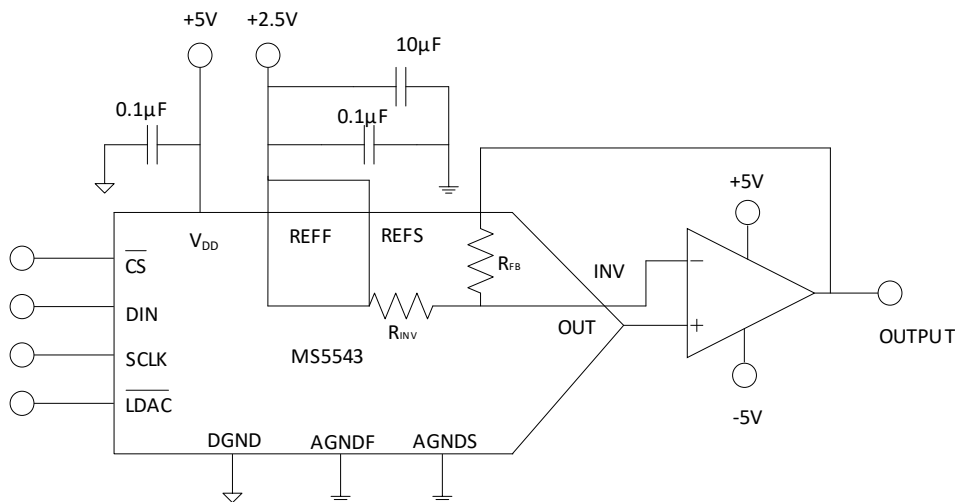 +5V
+2.5V
10μF
0.1μF
0.1μF
+5V
VDD
REFF
REFS
RFB
INV
CS
DIN
OUT
RINV
OUTPUT
SCLK
MS5543
LDAC
-5V
DGND
AGNDF
AGNDS